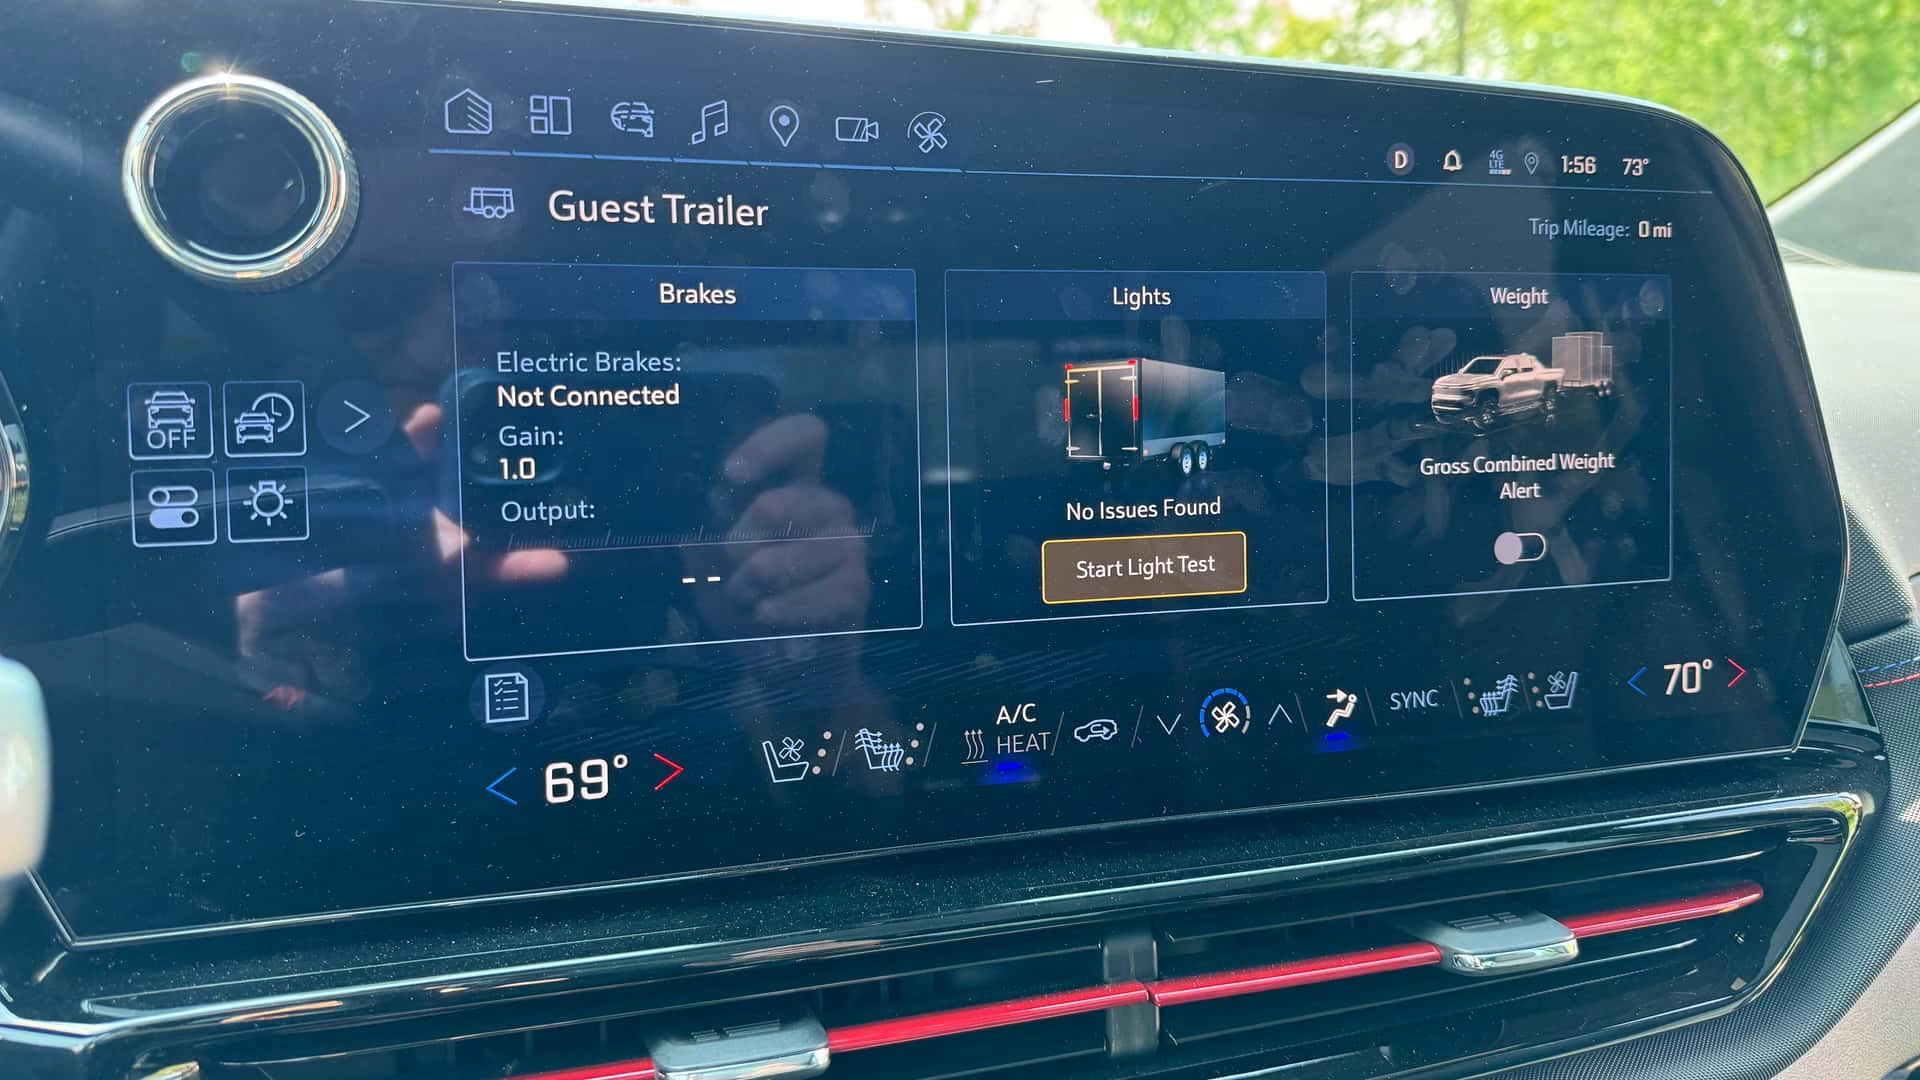 D
4G
LTE
1:56
73°
Guest Trailer
Trip Mileage: 0 mi
Brakes
Electric Brakes:
Not Connected
Gain:
1.0
Output:
--
Lights
No Issues Found
Start Light Test
Weight
Gross Combined Weight
Alert
OFF
69°
A/C
HEAT
SYNC
70°